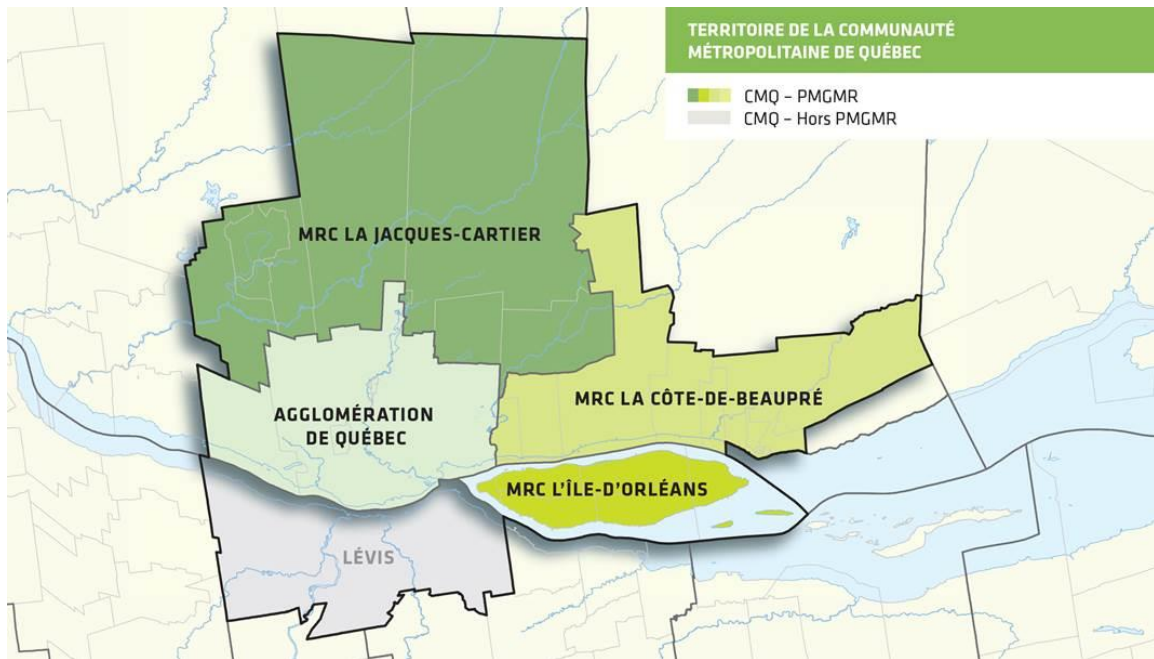 TERRITOIRE DE LA COMMUNAUTÉ
MÉTROPOLITAINE DE QUÉBEC
CMQ – PMGMR
CMQ – Hors PMGMR
MRC LA JACQUES-CARTIER
MRC LA CÔTE-DE-BEAUPRÉ
AGGLOMÉRATION
DE QUÉBEC
MRC L'ÎLE-D'ORLÉANS
LÉVIS